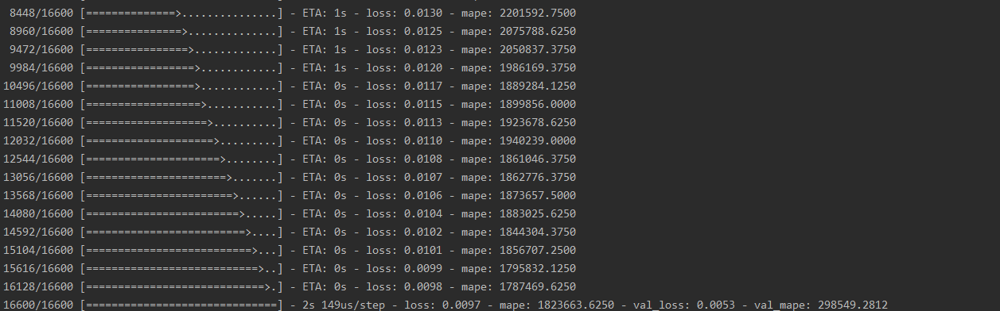 8448/16600 [==============>...............] - ETA: 1s - loss: 0.0130 - mape: 2201592.7500
8960/16600 [===============>..............] - ETA: 1s - loss: 0.0125 - mape: 2075788.6250
9472/16600 [================>.............] - ETA: 1s - loss: 0.0123 - mape: 2050837.3750
9984/16600 [=================>............] - ETA: 1s - loss: 0.0120 - mape: 1986169.3750
10496/16600 [=================>............] - ETA: 0s - loss: 0.0117 - mape: 1889284.1250
11008/16600 [==================>...........] - ETA: 0s - loss: 0.0115 - mape: 1899856.0000
11520/16600 [===================>..........] - ETA: 0s - loss: 0.0113 - mape: 1923678.6250
12032/16600 [====================>.........] - ETA: 0s - loss: 0.0110 - mape: 1940239.0000
12544/16600 [=====================>........] - ETA: 0s - loss: 0.0108 - mape: 1861046.3750
13056/16600 [======================>.......] - ETA: 0s - loss: 0.0107 - mape: 1862776.3750
13568/16600 [=======================>......] - ETA: 0s - loss: 0.0106 - mape: 1873657.5000
14080/16600 [========================>.....] - ETA: 0s - loss: 0.0104 - mape: 1883025.6250
14592/16600 [=========================>....] - ETA: 0s - loss: 0.0102 - mape: 1844304.3750
15104/16600 [==========================>...] - ETA: 0s - loss: 0.0101 - mape: 1856707.2500
15616/16600 [===========================>..] - ETA: 0s - loss: 0.0099 - mape: 1795832.1250
16128/16600 [============================>.] - ETA: 0s - loss: 0.0098 - mape: 1787469.6250
16600/16600 [==============================] - 2s 149us/step - loss: 0.0097 - mape: 1823663.6250 - val_loss: 0.0053 - val_mape: 298549.2812